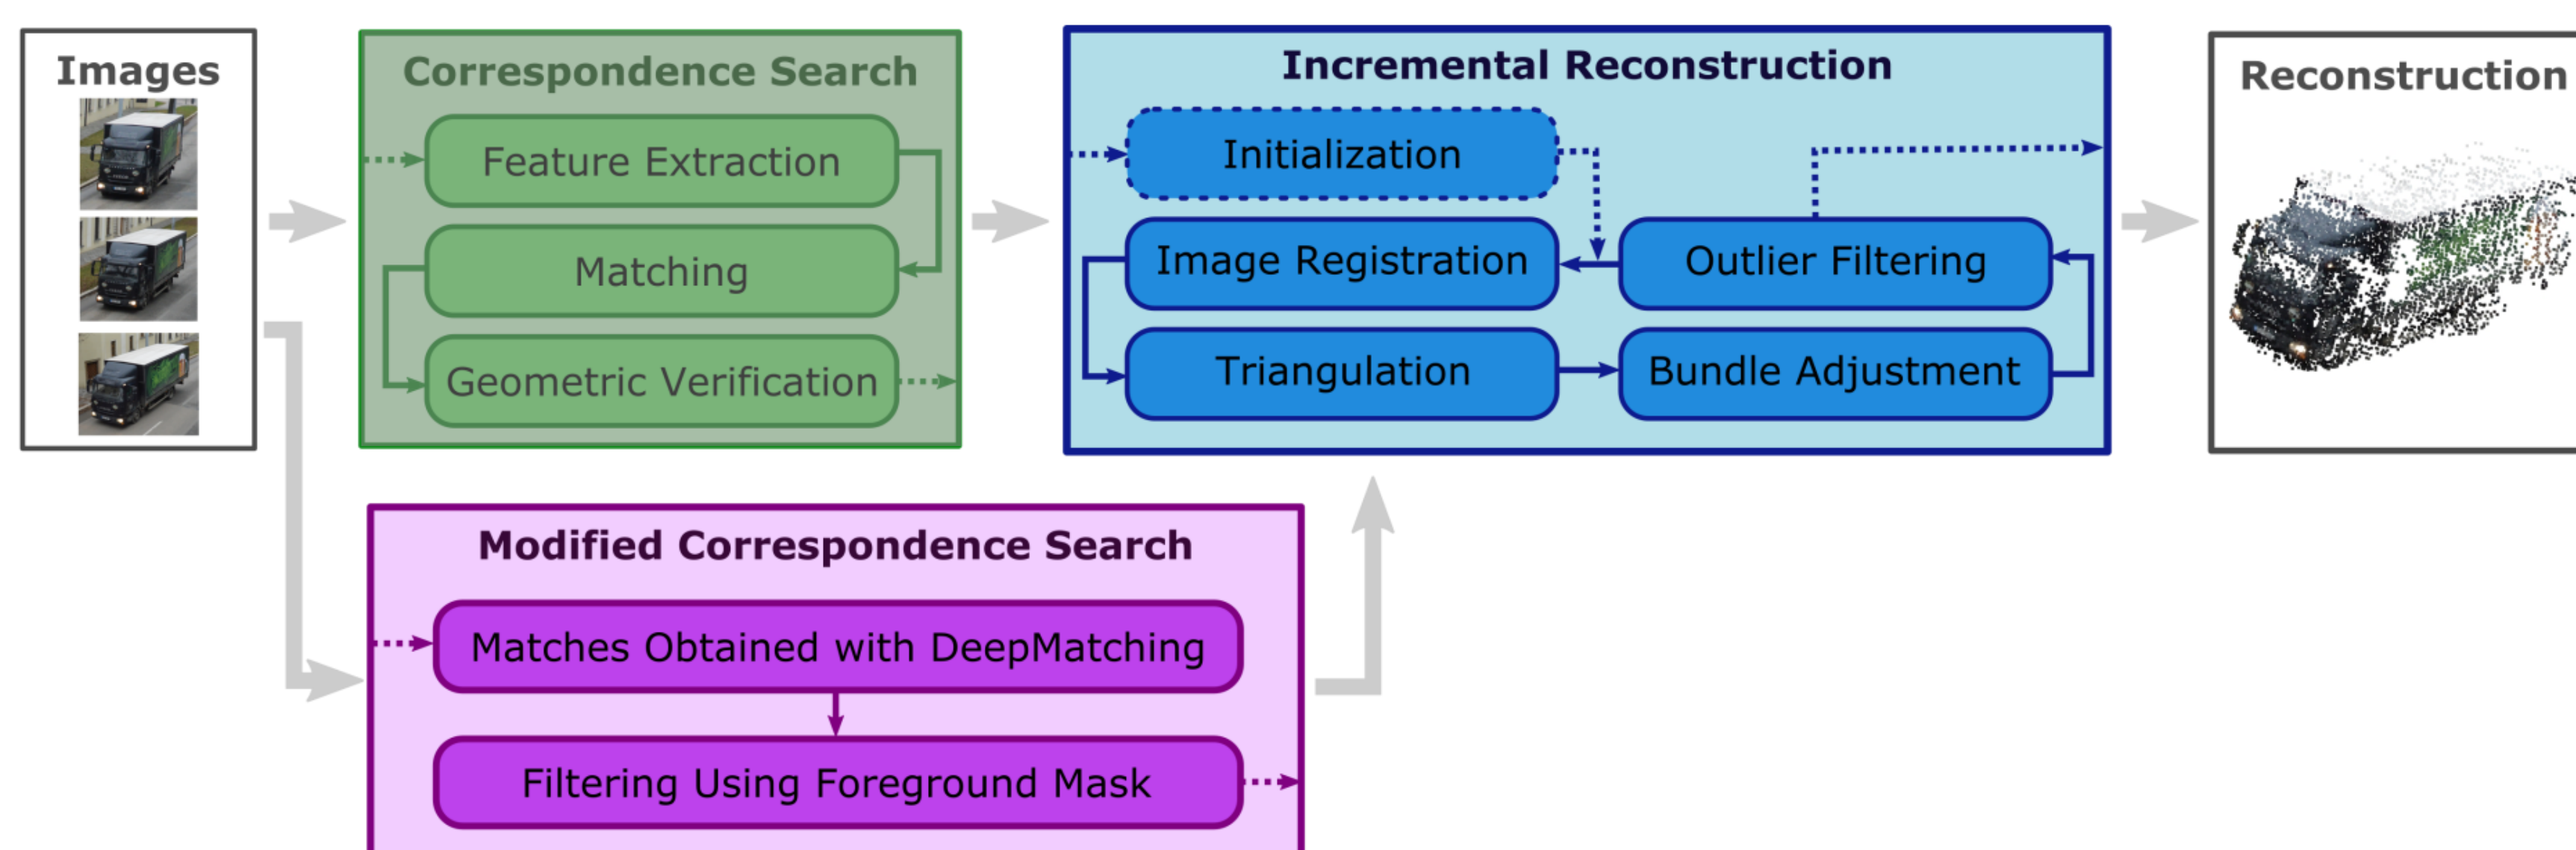 Images
Correspondence Search
Feature Extraction
Matching
Geometric Verification
Incremental Reconstruction
Initialization
Image Registration
Outlier Filtering
Triangulation
Bundle Adjustment
Reconstruction
Modified Correspondence Search
Matches Obtained with DeepMatching
Filtering Using Foreground Mask